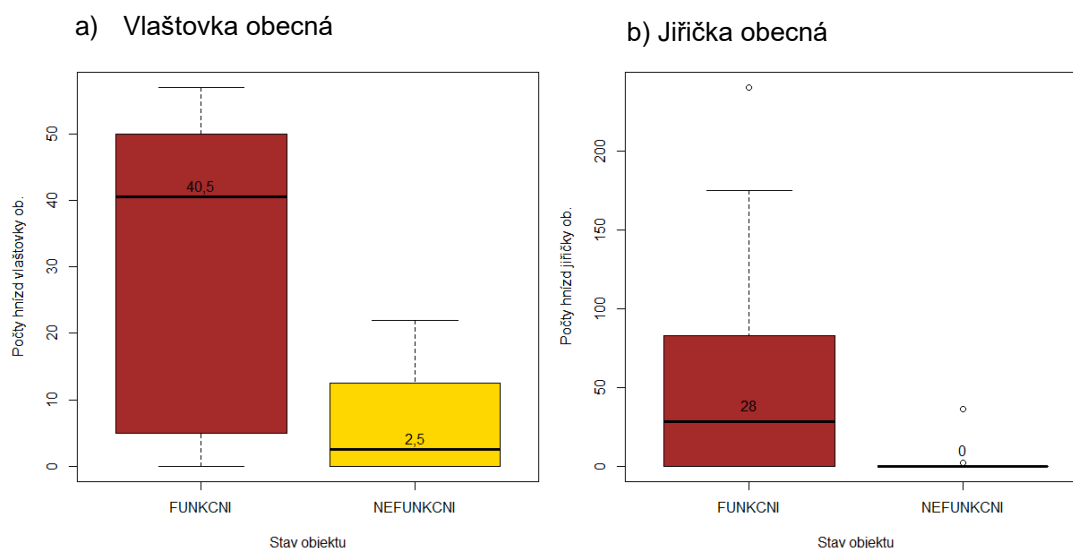 a) Vlaštovka obecná
Počty hnízd vlaštovky ob.
50
40
30
20
10
0
40,5
2,5
FUNKCNI NEFUNKCNI
Stav objektu
b) Jiřička obecná
Počty hnízd jiřičky ob.
200
150
100
50
0
28
0
FUNKCNI NEFUNKCNI
Stav objektu